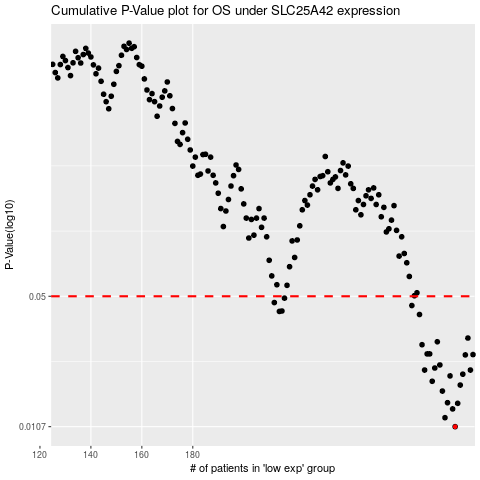 Cumulative P-Value plot for OS under SLC25A42 expression
P-Value(log10)
0.05
0.0107
120 140 160 180
# of patients in 'low exp' group